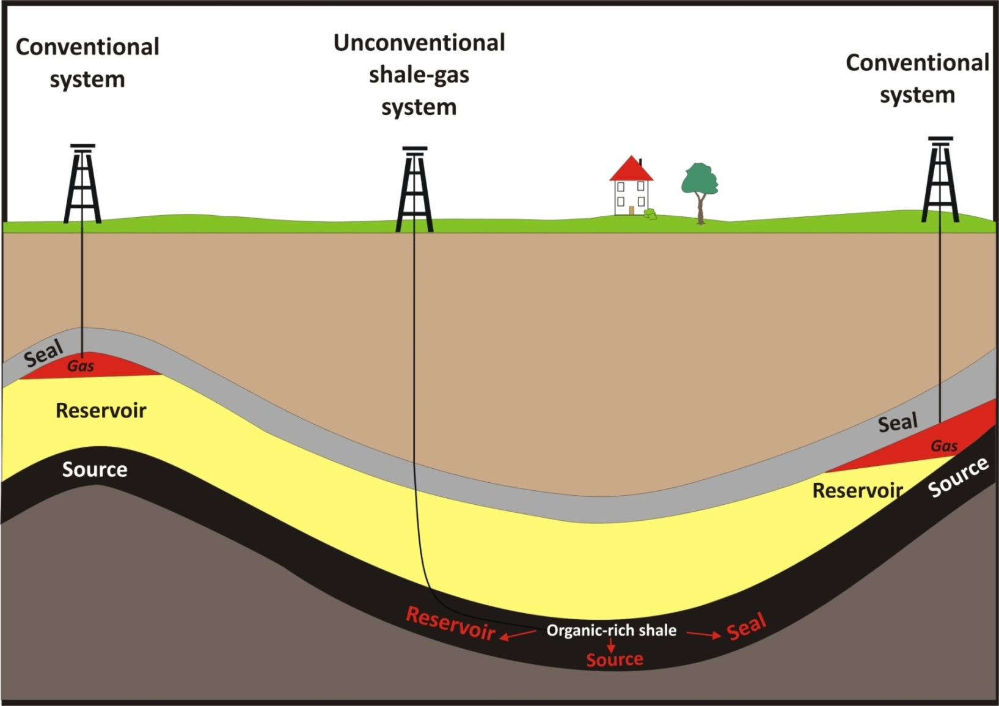 Conventional
system
Unconventional
shale-gas
system
Conventional
system
Seal
Gas
Reservoir
Source
Seal
Gas
Reservoir
Source
Reservoir
Organic-rich shale
Seal
Source